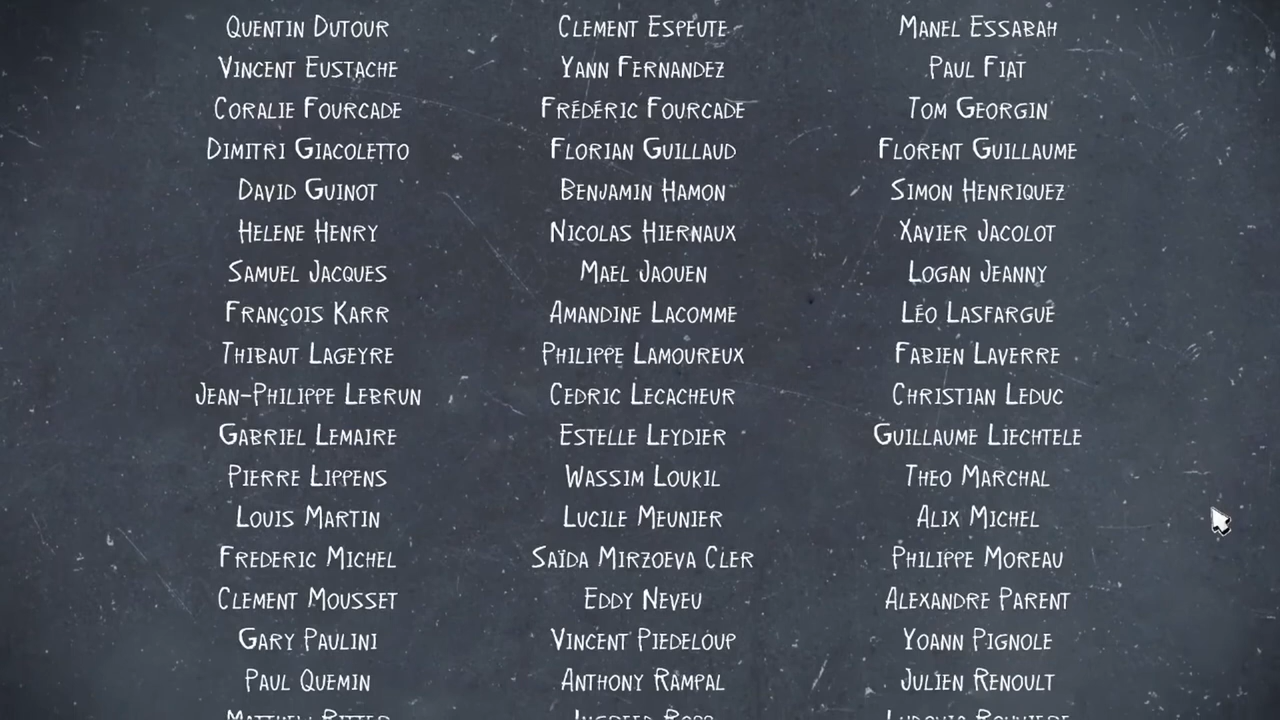 Quentin Dutour Clement Espeute Manel Essabah
Vincent Eustache Yann Fernandez Paul Fiat
Coralie Fourcade Frédéric Fourcade Tom Georgin
Dimitri Giacoletto Florian Guillaud Florent Guillaume
David Guinot Benjamin Hamon Simon Henriquez
Helene Henry Nicolas Hiernaux Xavier Jacolot
Samuel Jacques Mael Jaouen Logan Jeanny
François Karr Amandine Lacomme Léo Lasfargue
Thibaut Lageyre Philippe Lamoureux Fabien Laverre
Jean-Philippe Lebrun Cedric Lecacheur Christian Leduc
Gabriel Lemaire Estelle Leydier Guillaume Liechtele
Pierre Lippens Wassim Loukil Theo Marchal
Louis Martin Lucile Meunier Alix Michel
Frederic Michel Saïda Mirzoeva Cler Philippe Moreau
Clement Mousset Eddy Neveu Alexandre Parent
Gary Paulini Vincent Piedeloup Yoann Pignole
Paul Quemin Anthony Rampal Julien Renoult